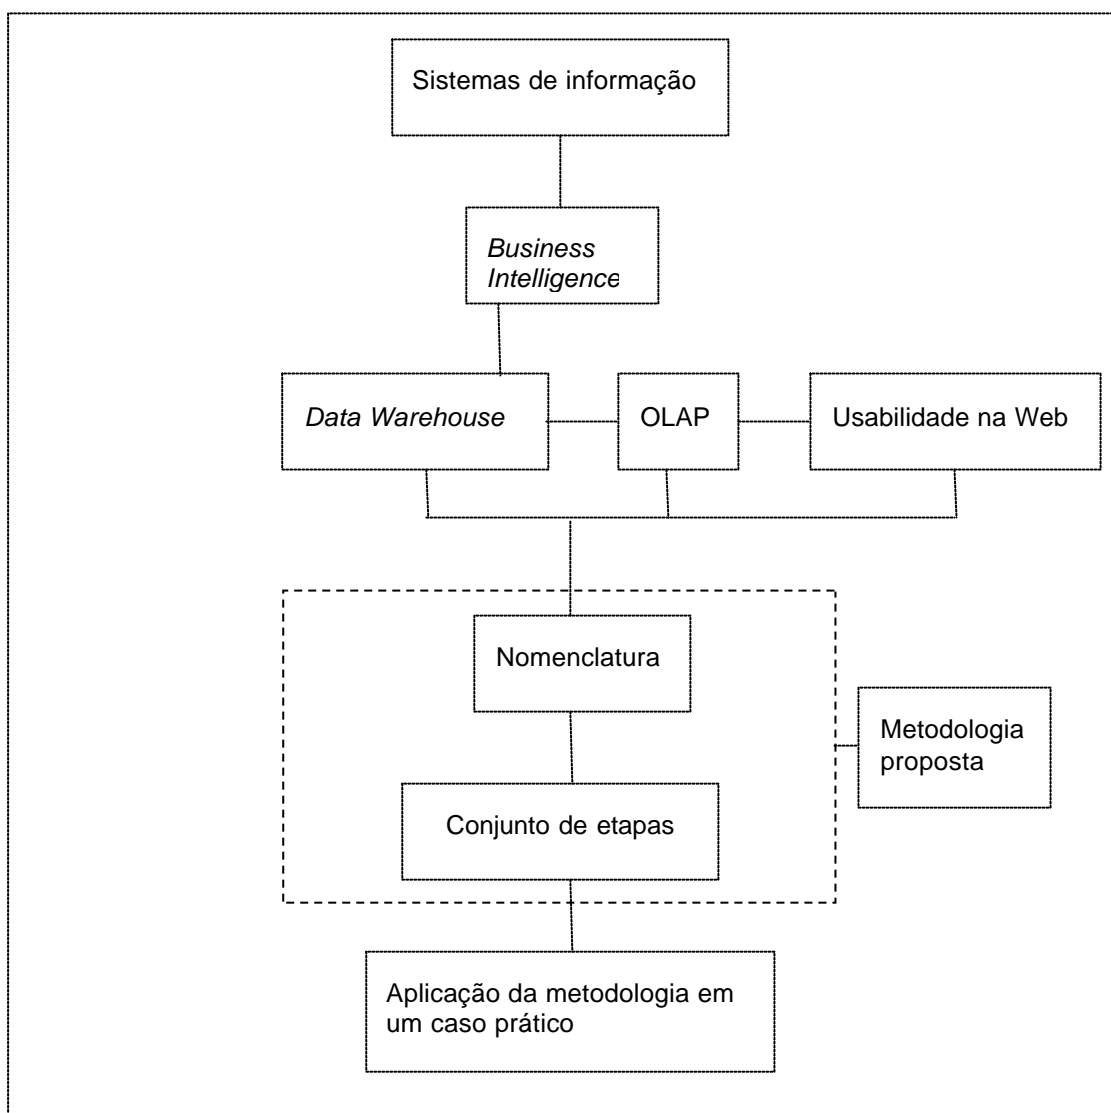 Sistemas de informação
Business
Intelligence
Data Warehouse
OLAP
Usabilidade na Web
Nomenclatura
Metodologia
proposta
Conjunto de etapas
Aplicação da metodologia em
um caso prático